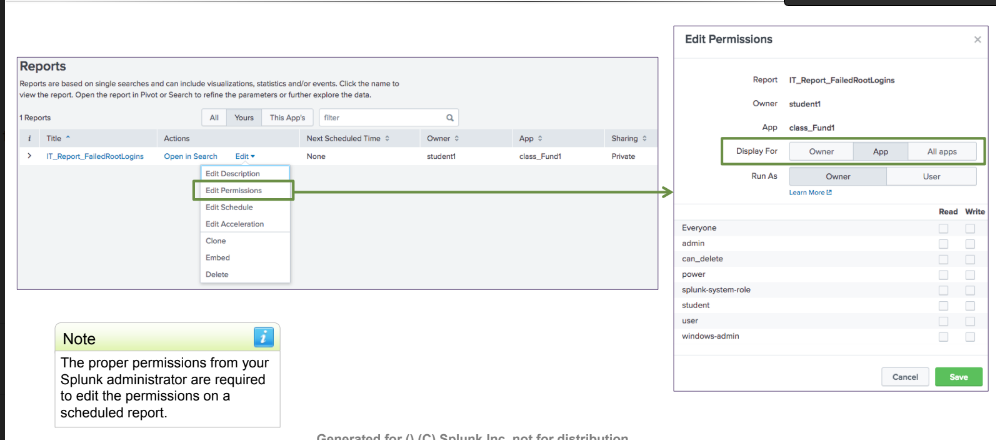 Reports
Reports are based on single searches and can include visualizations, statistics and/or events. Click the name to
view the report. Open the report in Pivot or Search to refine the parameters or further explore the data.
1 Reports All Yours This App's filter
i Title Actions Next Scheduled Time Owner App Sharing
IT_Report_FailedRootLogins Open in Search Edit None student1 class_Fund1 Private
Edit Description
Edit Permissions
Edit Schedule
Edit Acceleration
Clone
Embed
Delete
Edit Permissions
Report IT_Report_FailedRootLogins
Owner student1
App class_Fund1
Display For Owner App All apps
Run As Owner User
Learn More
Read Write
Everyone
admin
can_delete
power
splunk-system-role
student
user
windows-admin
Cancel Save
Note i
The proper permissions from your
Splunk administrator are required
to edit the permissions on a
scheduled report.
Generated for () (C) Splunk Inc, not for distribution